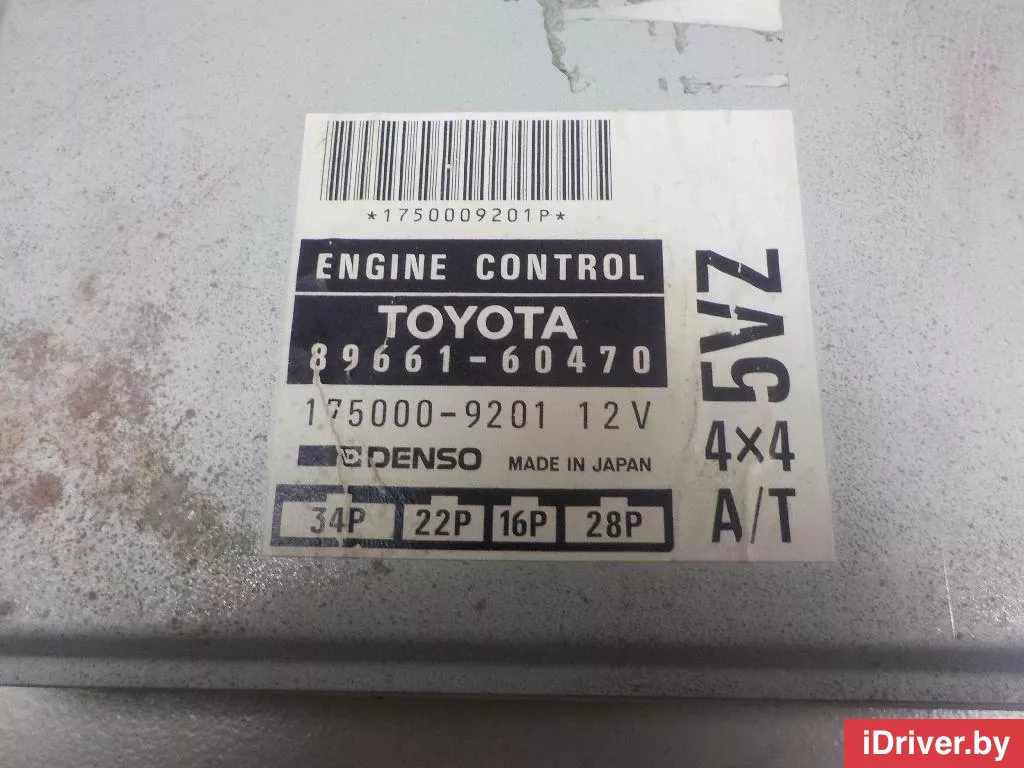 *1750009201P*
ENGINE CONTROL
TOYOTA
89661-60470
175000-9201 12V
DENSO MADE IN JAPAN
34P 22P 16P 28P
5VZ
4×4
A/T
iDriver.by